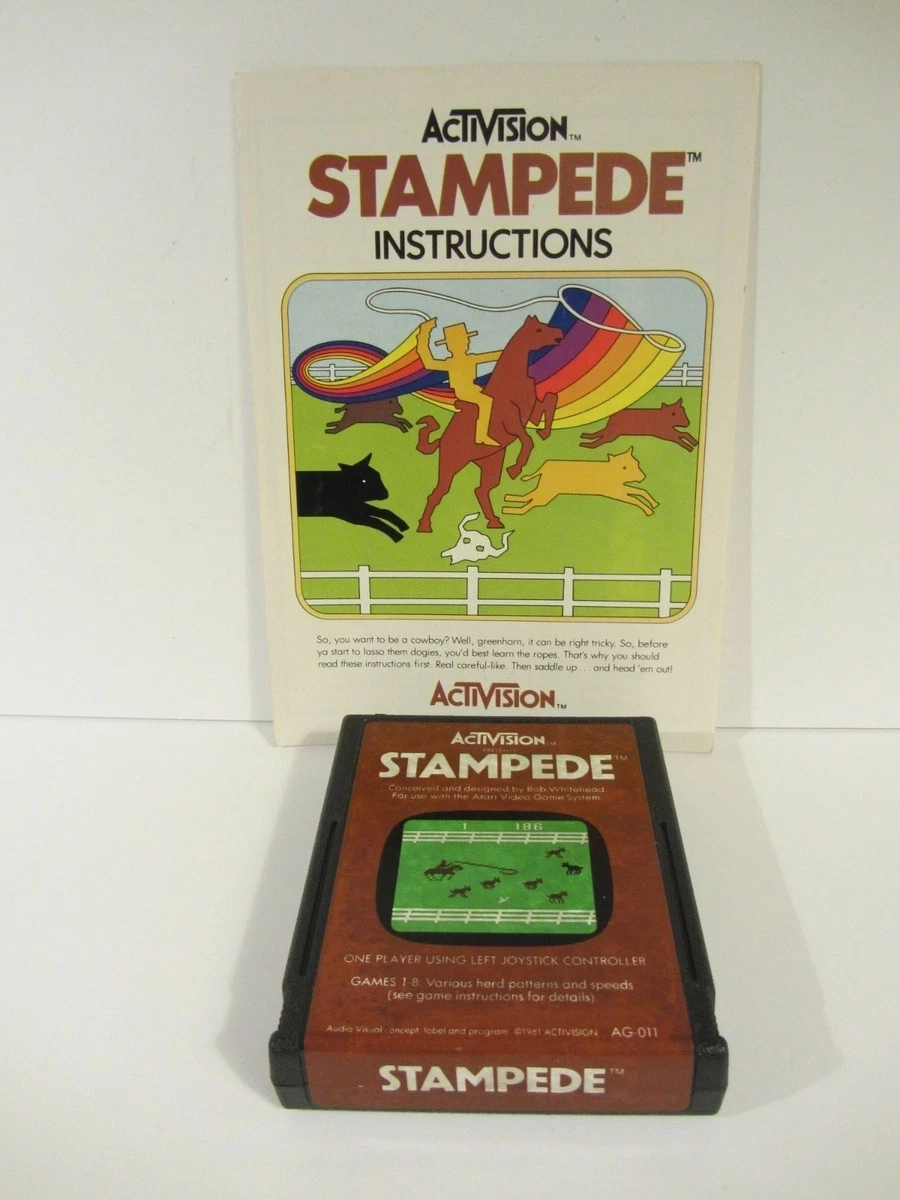 ACTIVISION™
STAMPEDE™
INSTRUCTIONS
So, you want to be a cowboy? Well, greenhorn, it can be right tricky. So, before
ya start to lasso them dogies, you'd best learn the ropes. That's why you should
read these instructions first. Real careful-like. Then saddle up . . . and head 'em out!
ACTIVISION™
ACTIVISION™
PRESENTS
STAMPEDE™
Conceived and designed by Bob Whitehead
For use with the Atari Video Game System
1 186
ONE PLAYER USING LEFT JOYSTICK CONTROLLER
GAMES 1-8: Various herd patterns and speeds
(see game instructions for details)
Audio Visual concept, label and program ©1981 ACTIVISION AG-011
STAMPEDE™